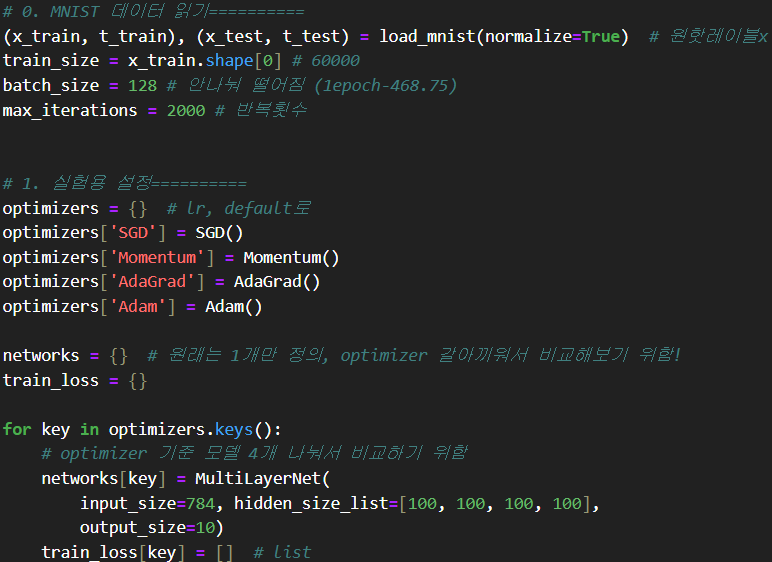 # 0. MNIST 데이터 읽기==========
(x_train, t_train), (x_test, t_test) = load_mnist(normalize=True)  # 원핫레이블x
train_size = x_train.shape[0] # 60000
batch_size = 128 # 안나눠 떨어짐 (1epoch-468.75)
max_iterations = 2000 # 반복횟수
# 1. 실험용 설정==========
optimizers = {}  # lr, default로
optimizers['SGD'] = SGD()
optimizers['Momentum'] = Momentum()
optimizers['AdaGrad'] = AdaGrad()
optimizers['Adam'] = Adam()
networks = {}  # 원래는 1개만 정의, optimizer 갈아끼워서 비교해보기 위함!
train_loss = {}
for key in optimizers.keys():
    # optimizer 기준 모델 4개 나눠서 비교하기 위함
    networks[key] = MultiLayerNet(
        input_size=784, hidden_size_list=[100, 100, 100, 100],
        output_size=10)
    train_loss[key] = []  # list